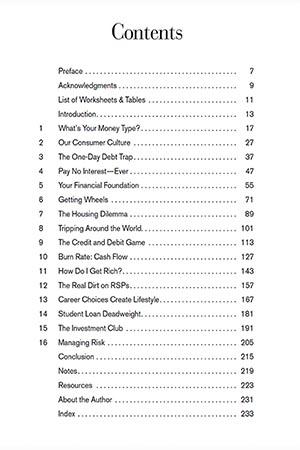 Contents
Preface ........................................ 7
Acknowledgments ........................................ 9
List of Worksheets & Tables ........................................ 11
Introduction ........................................ 13
1 What's Your Money Type? ........................................ 17
2 Our Consumer Culture ........................................ 27
3 The One-Day Debt Trap ........................................ 37
4 Pay No Interest—Ever ........................................ 47
5 Your Financial Foundation ........................................ 55
6 Getting Wheels ........................................ 71
7 The Housing Dilemma ........................................ 89
8 Tripping Around the World ........................................ 101
9 The Credit and Debit Game ........................................ 113
10 Burn Rate: Cash Flow ........................................ 127
11 How Do I Get Rich? ........................................ 143
12 The Real Dirt on RSPs ........................................ 157
13 Career Choices Create Lifestyle ........................................ 167
14 Student Loan Deadweight ........................................ 181
15 The Investment Club ........................................ 191
16 Managing Risk ........................................ 205
Conclusion ........................................ 215
Notes ........................................ 219
Resources ........................................ 223
About the Author ........................................ 231
Index ........................................ 233